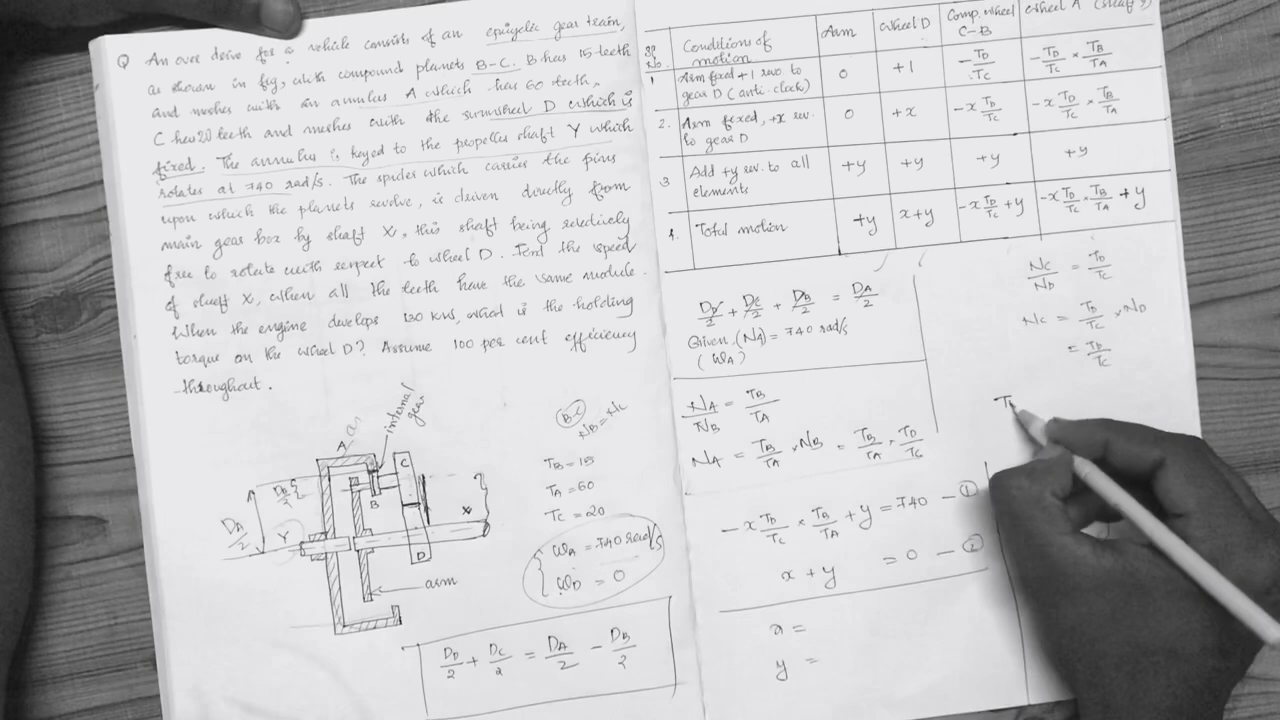 Q An over drive for a vehicle consists of an epicyclic gear train,
as shown in fig, with compound planets B-C. B has 15 teeth
and meshes with an annulus A which has 60 teeth.
C has 20 teeth and meshes with the sunwheel D which is
fixed. The annulus is keyed to the propeller shaft Y which
rotates at 740 rad/s. The spider which carries the pins
upon which the planets revolve, is driven directly from
main gear box by shaft X, this shaft being relectively
free to rotate with respect to wheel D. Find the speed
of shaft X, when all the teeth have the same module.
When the engine develops 130 kW, what is the holding
torque on the wheel D? Assume 100 per cent efficiency
throughout.
A
internal gear
C
B
DB/2
DA/2
Y
X
D
arm
B-C
NB = NC
TB = 15
TA = 60
TC = 20
ωA = 740 rad/s
ωD = 0
DD/2 + DC/2 = DA/2 - DB/2
Sl. No. Conditions of motion Arm Wheel D Comp. wheel C-B Wheel A
1 Arm fixed +1 rev. to gear D (anti-clock) 0 +1 -TD/TC -TD/TC × TB/TA
2. Arm fixed, +x rev. to gear D 0 +x -x TD/TC -x TD/TC × TB/TA
3 Add +y rev. to all elements +y +y +y +y
4. Total motion +y x+y -x TD/TC + y -x TD/TC × TB/TA + y
DD/2 + DC/2 + DB/2 = DA/2
Given, (NA) = 740 rad/s
(ωA)
NA/NB = TB/TA
NA = TB/TA × NB = TB/TA × TD/TC
-x TD/TC × TB/TA + y = 740 - ①
x + y = 0 - ②
x =
y =
NC/ND = TD/TC
NC = TD/TC × ND
= TD/TC